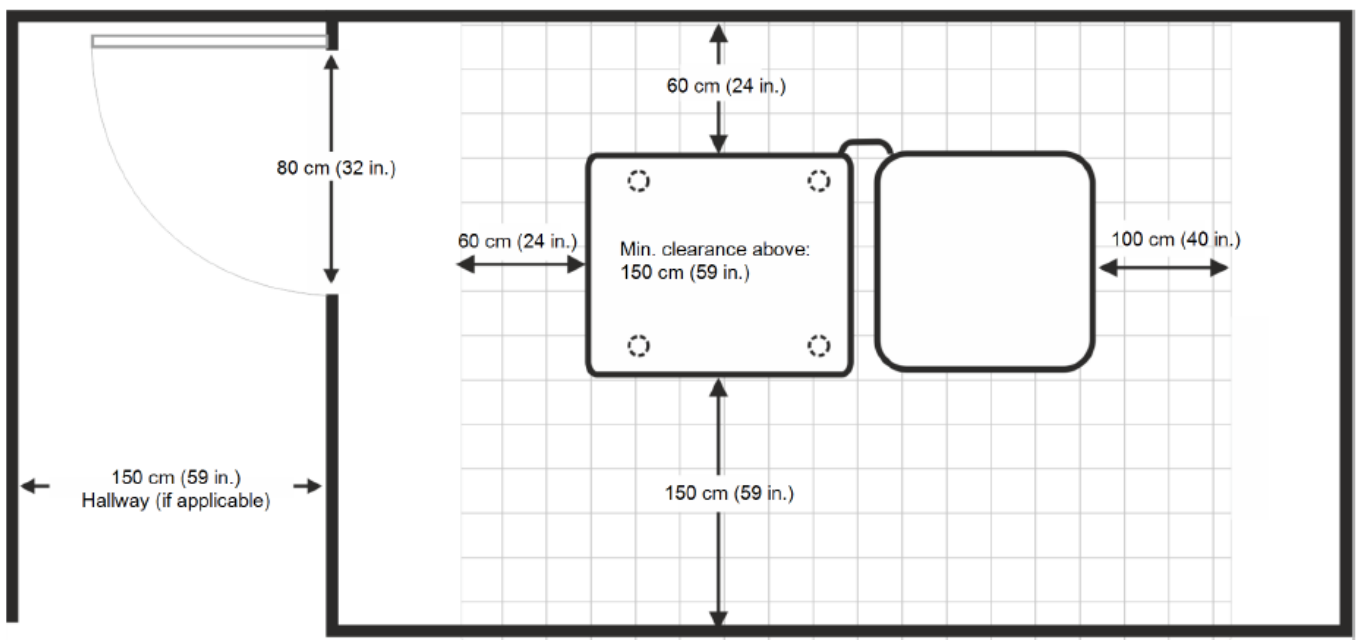 60 cm (24 in.)
80 cm (32 in.)
60 cm (24 in.)
Min. clearance above:
150 cm (59 in.)
100 cm (40 in.)
150 cm (59 in.)
Hallway (if applicable)
150 cm (59 in.)